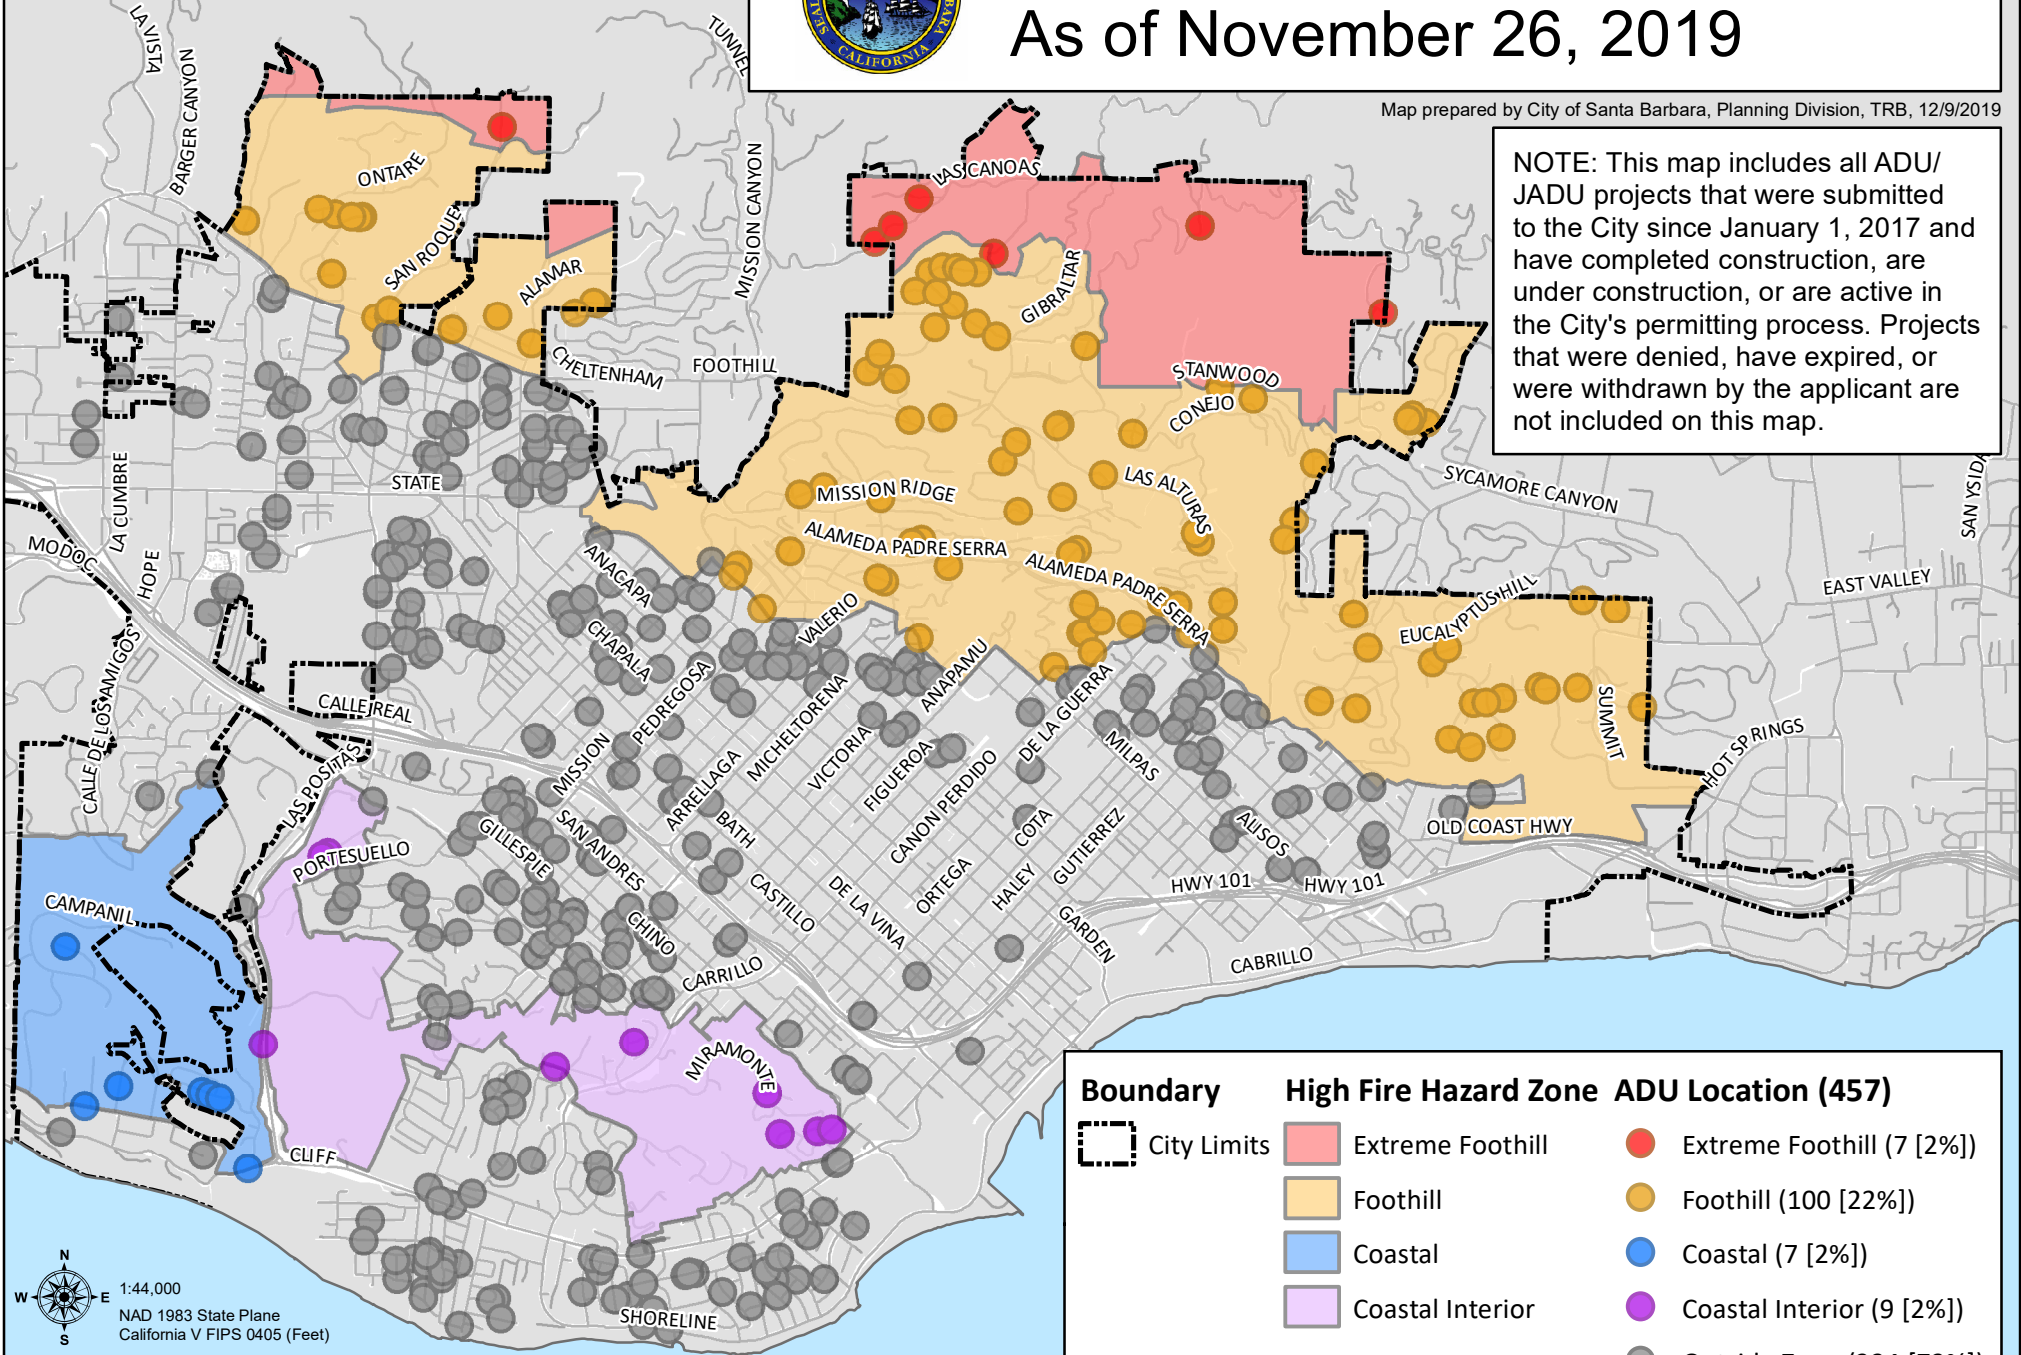 As of November 26, 2019
CALIFORNIA
Map prepared by City of Santa Barbara, Planning Division, TRB, 12/9/2019
NOTE: This map includes all ADU/
JADU projects that were submitted
to the City since January 1, 2017 and
have completed construction, are
under construction, or are active in
the City's permitting process. Projects
that were denied, have expired, or
were withdrawn by the applicant are
not included on this map.
LA VISTA
BARGER CANYON
TUNNEL
ONTARE
SAN ROQUE
ALAMAR
MISSION CANYON
LAS CANOAS
GIBRALTAR
CHELTENHAM
FOOTHILL
STANWOOD
CONEJO
STATE
MISSION RIDGE
LAS ALTURAS
SYCAMORE CANYON
SAN YSIDRO
LA CUMBRE
MODOC
HOPE
ANACAPA
ALAMEDA PADRE SERRA
ALAMEDA PADRE SERRA
EAST VALLEY
EUCALYPTUS HILL
CALLE DE LOS AMIGOS
CHAPALA
VALERIO
CALLE REAL
PEDREGOSA
MICHELTORENA
ANAPAMU
DE LA GUERRA
SUMMIT
HOT SPRINGS
LAS POSITAS
MISSION
ARRELLAGA
VICTORIA
FIGUEROA
CANON PERDIDO
MILPAS
PORTESUELLO
GILLESPIE
SAN ANDRES
BATH
COTA
GUTIERREZ
ALISOS
OLD COAST HWY
CAMPANIL
CHINO
CASTILLO
DE LA VINA
ORTEGA
HALEY
HWY 101
HWY 101
GARDEN
CARRILLO
CABRILLO
MIRAMONTE
CLIFF
SHORELINE
N
W
E
S
1:44,000
NAD 1983 State Plane
California V FIPS 0405 (Feet)
Boundary
City Limits
High Fire Hazard Zone
Extreme Foothill
Foothill
Coastal
Coastal Interior
ADU Location (457)
Extreme Foothill (7 [2%])
Foothill (100 [22%])
Coastal (7 [2%])
Coastal Interior (9 [2%])